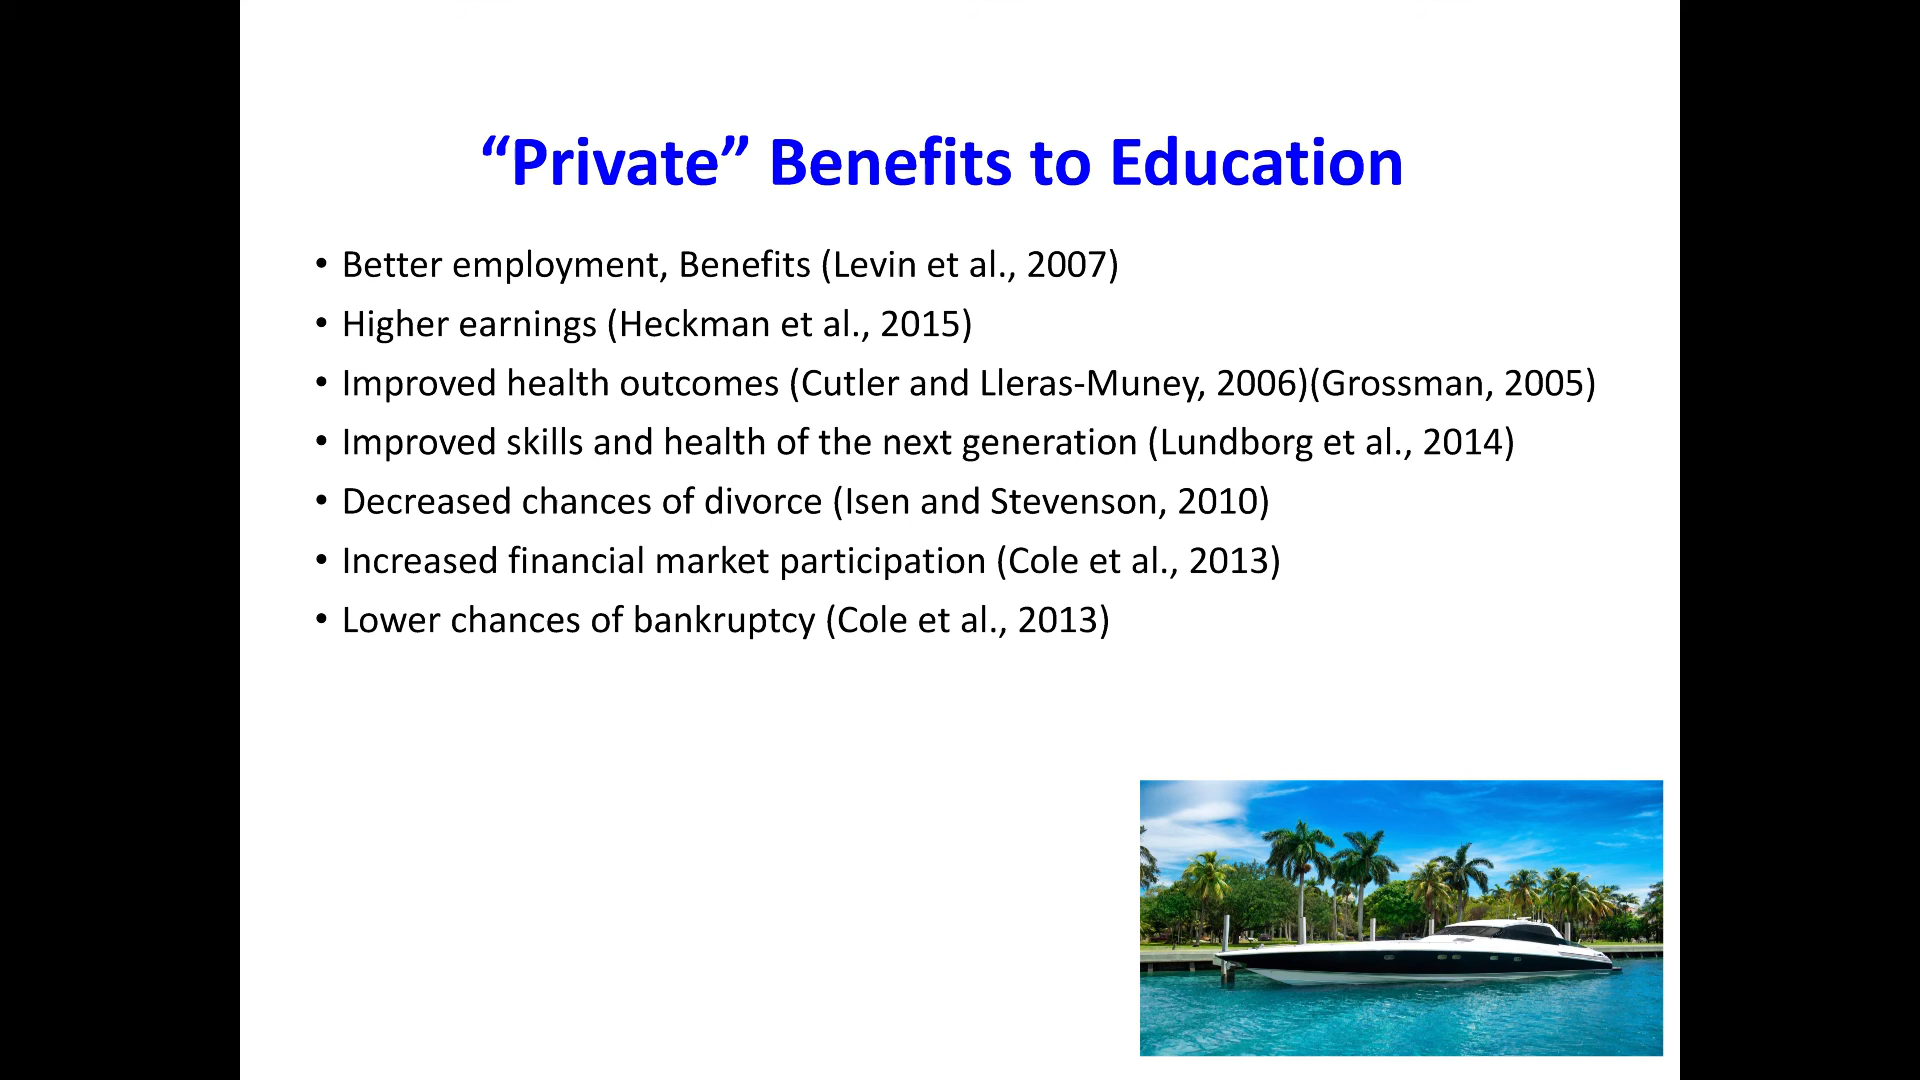 “Private” Benefits to Education
• Better employment, Benefits (Levin et al., 2007)
• Higher earnings (Heckman et al., 2015)
• Improved health outcomes (Cutler and Lleras-Muney, 2006)(Grossman, 2005)
• Improved skills and health of the next generation (Lundborg et al., 2014)
• Decreased chances of divorce (Isen and Stevenson, 2010)
• Increased financial market participation (Cole et al., 2013)
• Lower chances of bankruptcy (Cole et al., 2013)